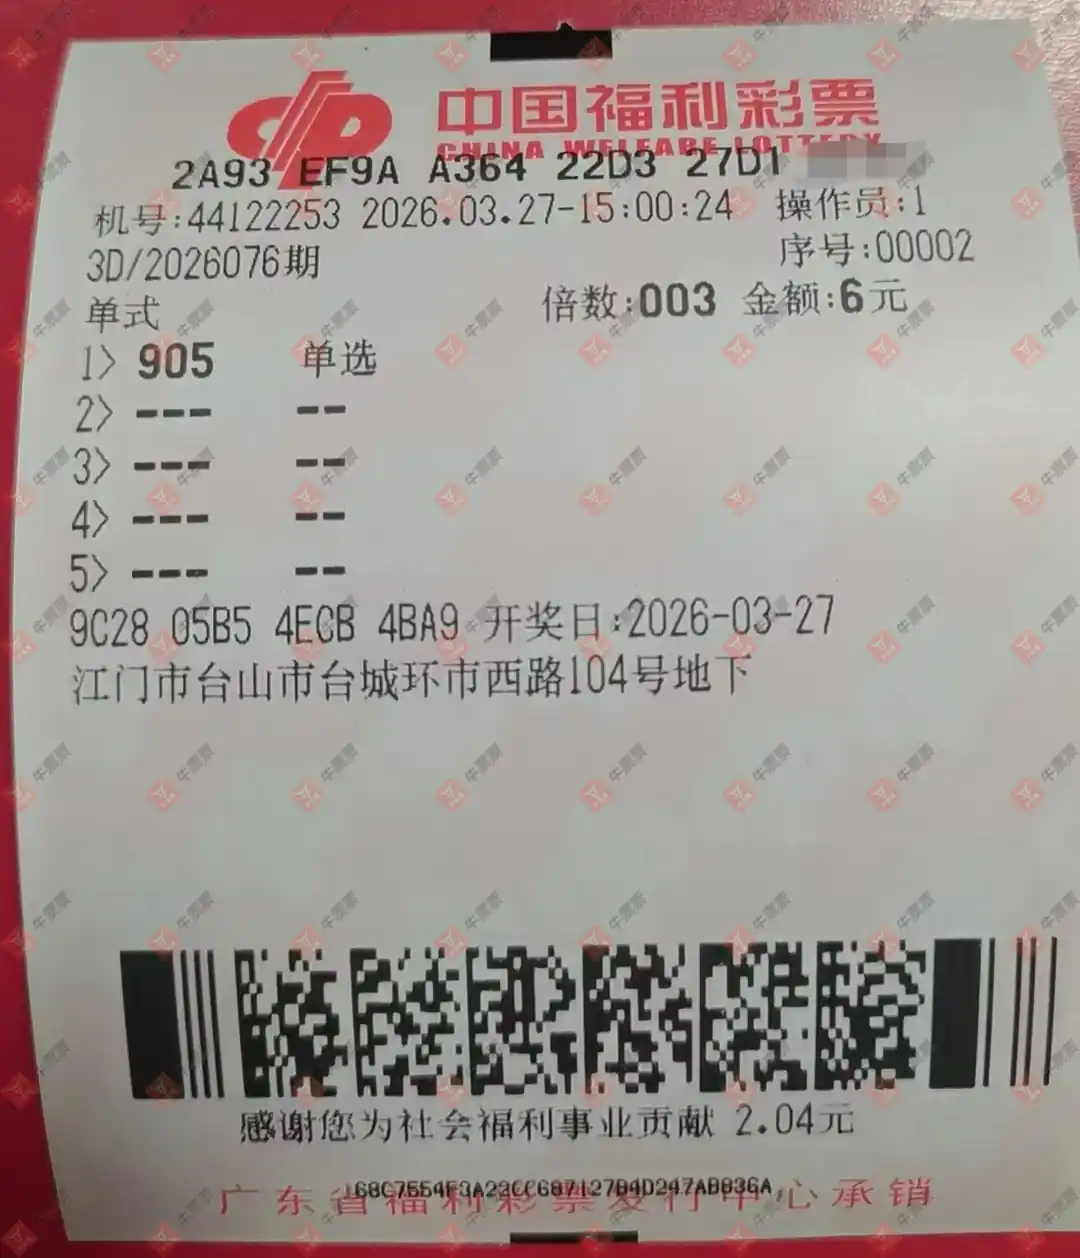 中国福利彩票
CHINA WELFARE LOTTERY
2A93 EF9A A364 22D3 27D1
机号:44122253 2026.03.27-15:00:24 操作员:1
3D/2026076期 序号:00002
单式 倍数:003 金额:6元
1> 905 单选
2> --- --
3> --- --
4> --- --
5> --- --
9C28 05B5 4ECB 4BA9 开奖日:2026-03-27
江门市台山市台城环市西路104号地下
感谢您为社会福利事业贡献 2.04元
广东省福利彩票发行中心承销
牛票票